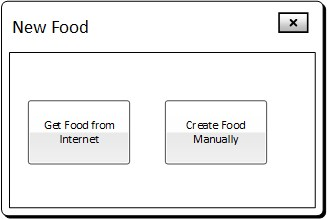 New Food
Get Food from
Internet
Create Food
Manually